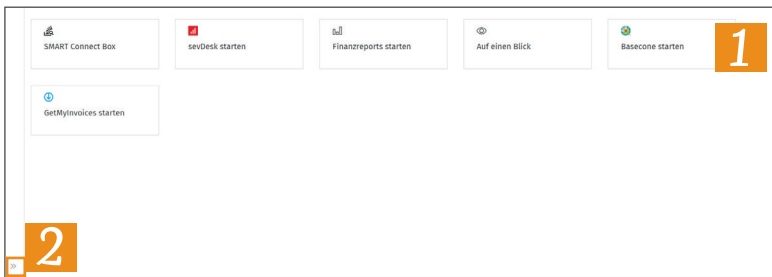 SMART Connect Box
sevDesk starten
Finanzreports starten
Auf einen Blick
Basecone starten
1
GetMyInvoices starten
2
»